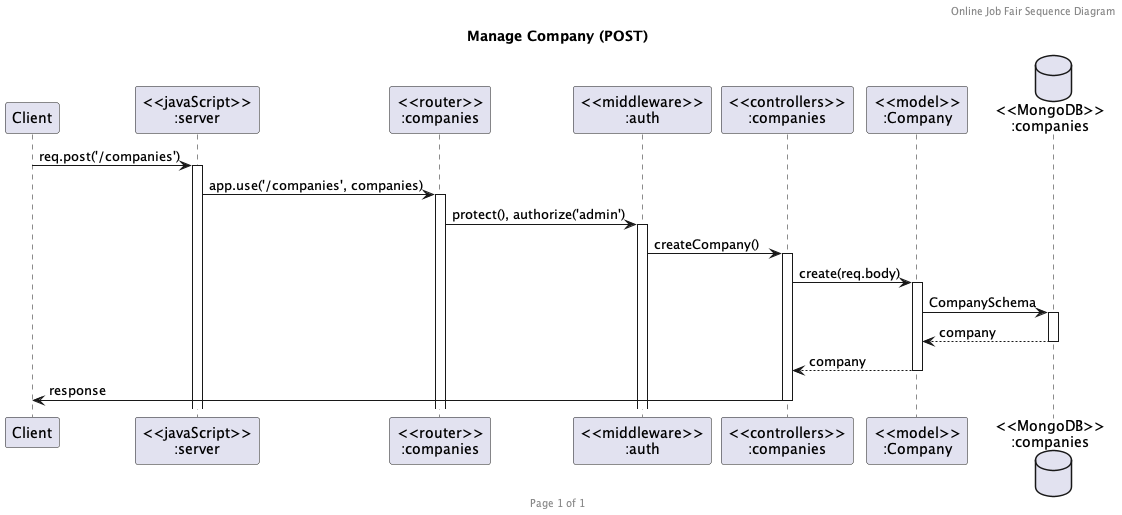 Online Job Fair Sequence Diagram
Manage Company (POST)
Client
<<javaScript>>
:server
<<router>>
:companies
<<middleware>>
:auth
<<controllers>>
:companies
<<model>>
:Company
<<MongoDB>>
:companies
req.post('/companies')
app.use('/companies', companies)
protect(), authorize('admin')
createCompany()
create(req.body)
CompanySchema
company
company
response
Client
<<javaScript>>
:server
<<router>>
:companies
<<middleware>>
:auth
<<controllers>>
:companies
<<model>>
:Company
<<MongoDB>>
:companies
Page 1 of 1